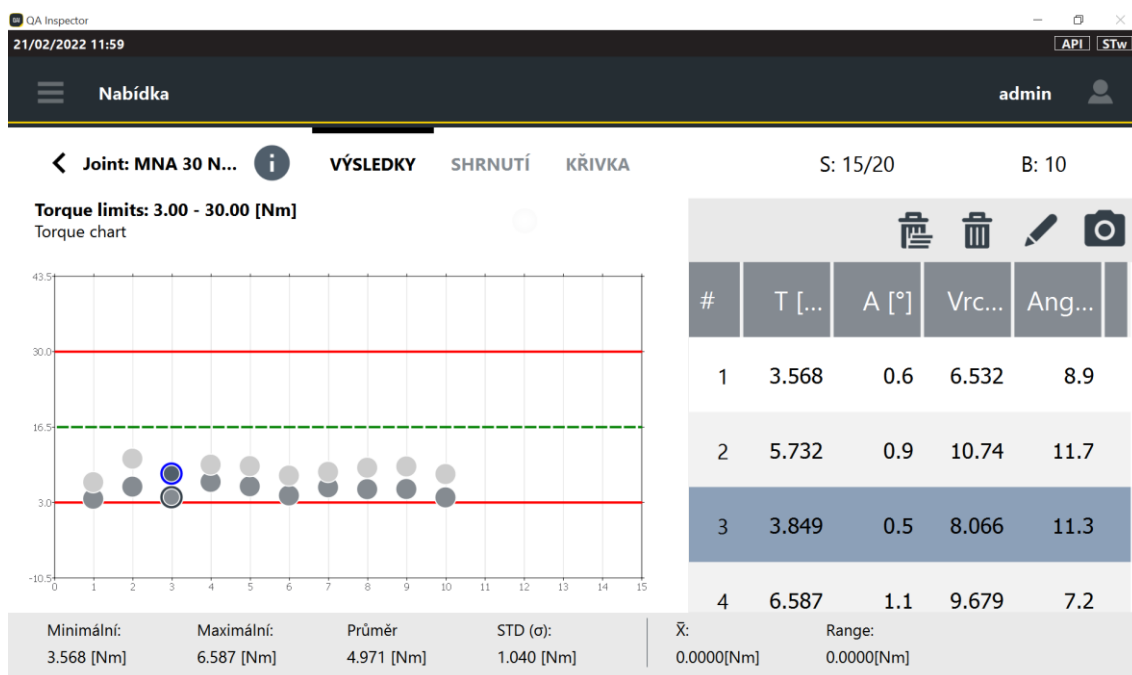 QA Inspector
21/02/2022 11:59
API STw
Nabídka
admin
Joint: MNA 30 N...
i
VÝSLEDKY SHRNUTÍ KŘIVKA
S: 15/20 B: 10
Torque limits: 3.00 - 30.00 [Nm]
Torque chart
43.5
30.0
16.5
3.0
-10.5
0 1 2 3 4 5 6 7 8 9 10 11 12 13 14 15
# T [... A [°] Vrc... Ang...
1 3.568 0.6 6.532 8.9
2 5.732 0.9 10.74 11.7
3 3.849 0.5 8.066 11.3
4 6.587 1.1 9.679 7.2
Minimální: Maximální: Průměr STD (σ): X̄: Range:
3.568 [Nm] 6.587 [Nm] 4.971 [Nm] 1.040 [Nm] 0.0000[Nm] 0.0000[Nm]